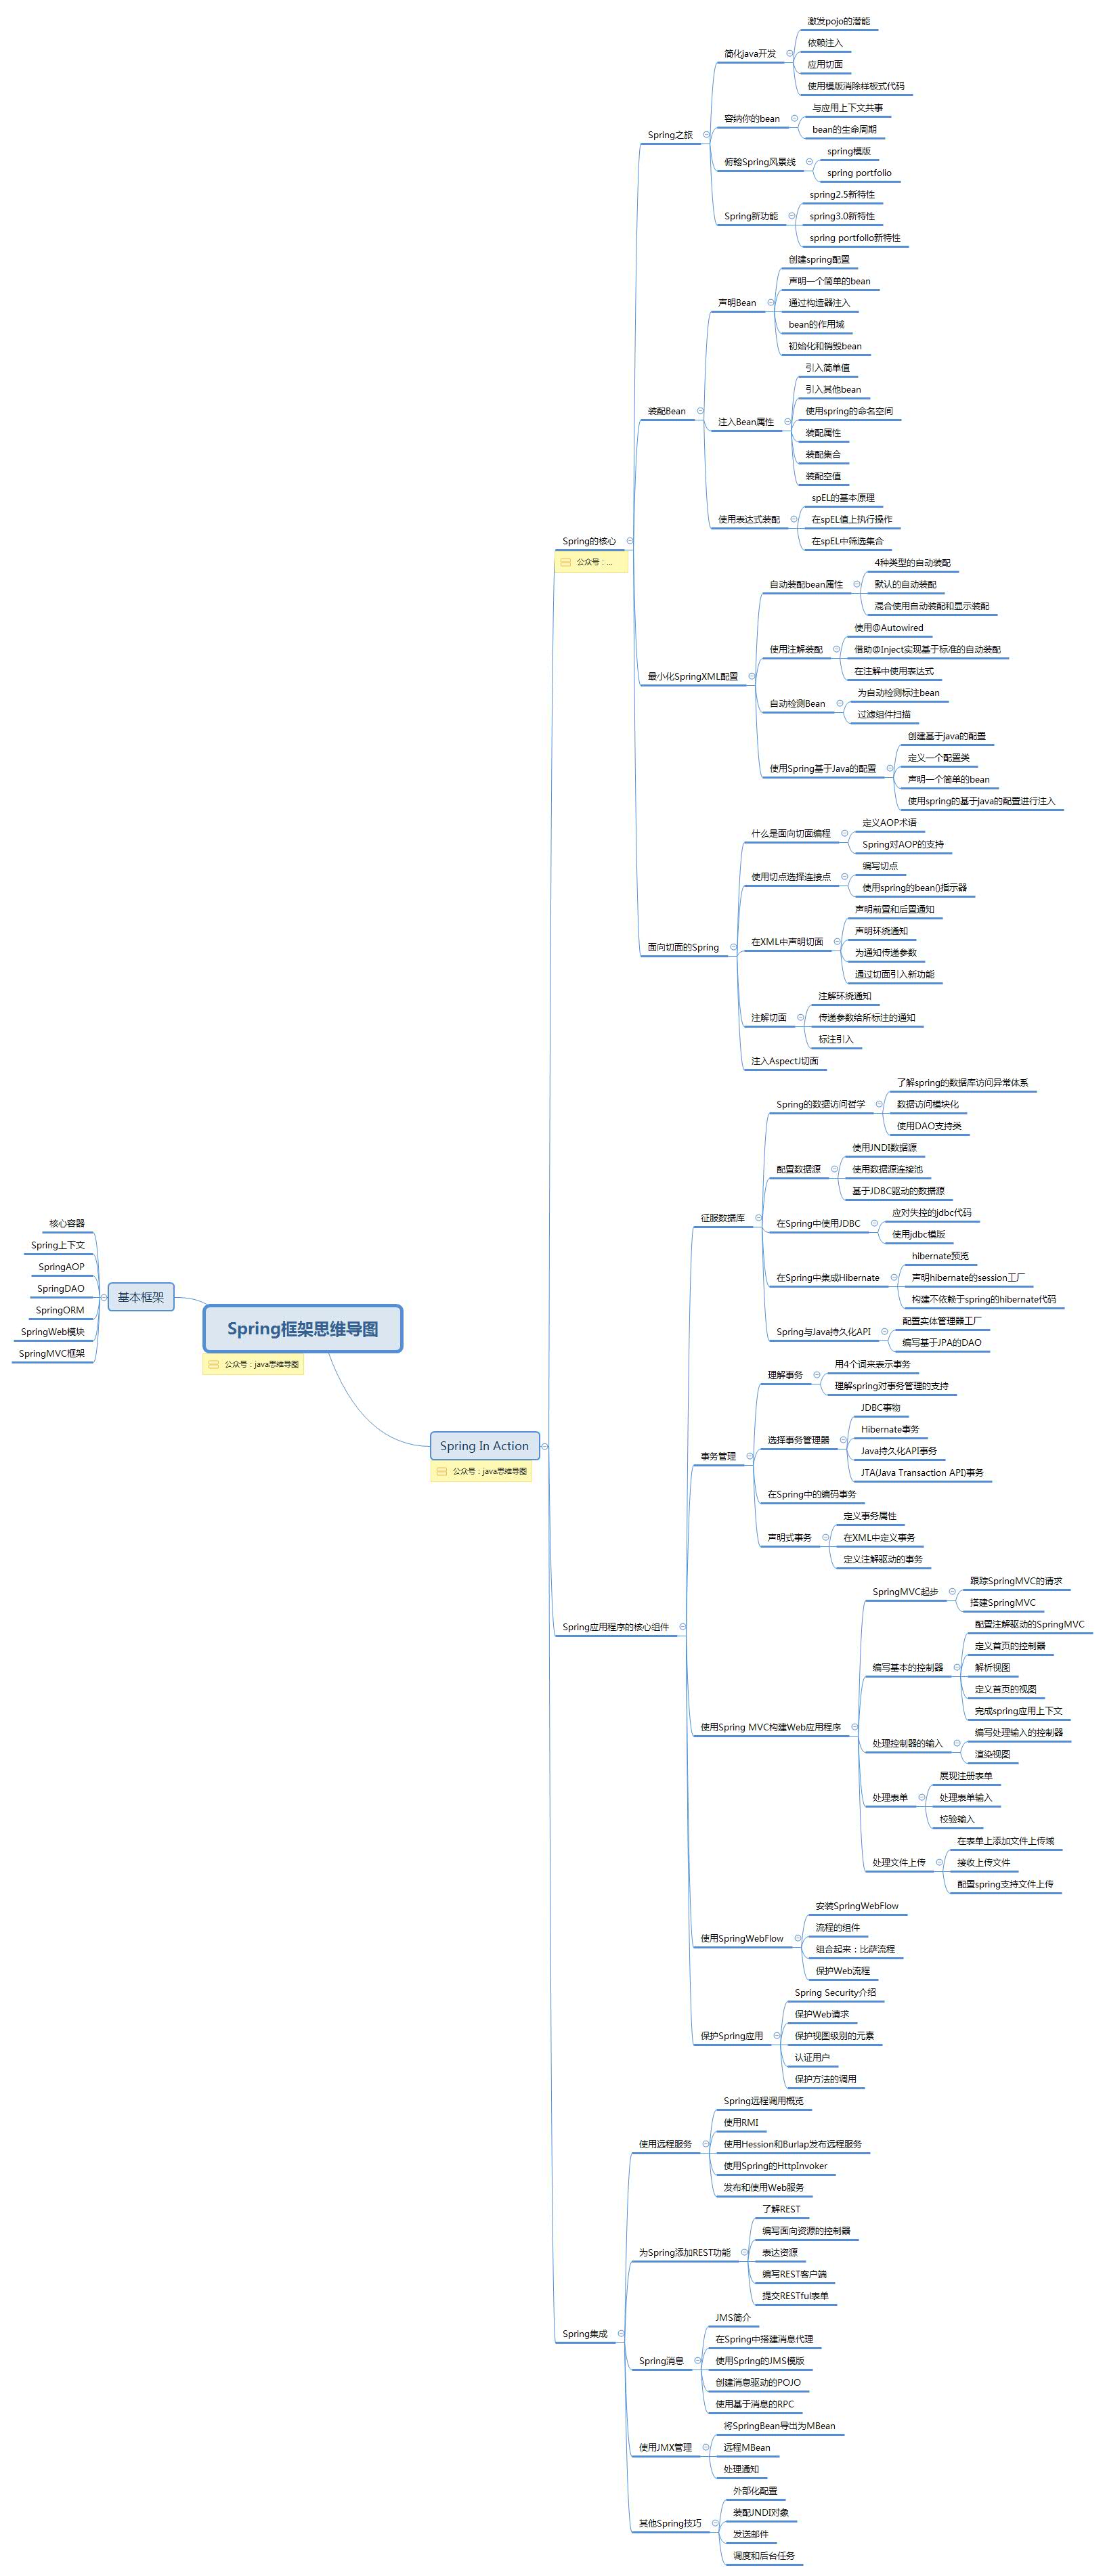 Spring框架思维导图
公众号：java思维导图
基本框架
核心容器
Spring上下文
SpringAOP
SpringDAO
SpringORM
SpringWeb模块
SpringMVC框架
Spring In Action
公众号：java思维导图
Spring的核心
公众号：...
Spring之旅
简化java开发
激发pojo的潜能
依赖注入
应用切面
使用模版消除样板式代码
容纳你的bean
与应用上下文共事
bean的生命周期
俯瞰Spring风景线
spring模版
spring portfolio
Spring新功能
spring2.5新特性
spring3.0新特性
spring portfollo新特性
装配Bean
声明Bean
创建spring配置
声明一个简单的bean
通过构造器注入
bean的作用域
初始化和销毁bean
注入Bean属性
引入简单值
引入其他bean
使用spring的命名空间
装配属性
装配集合
装配空值
使用表达式装配
spEL的基本原理
在spEL值上执行操作
在spEL中筛选集合
最小化SpringXML配置
自动装配bean属性
4种类型的自动装配
默认的自动装配
混合使用自动装配和显示装配
使用注解装配
使用@Autowired
借助@Inject实现基于标准的自动装配
在注解中使用表达式
自动检测Bean
为自动检测标注bean
过滤组件扫描
使用Spring基于Java的配置
创建基于java的配置
定义一个配置类
声明一个简单的bean
使用spring的基于java的配置进行注入
面向切面的Spring
什么是面向切面编程
定义AOP术语
Spring对AOP的支持
使用切点选择连接点
编写切点
使用spring的bean()指示器
在XML中声明切面
声明前置和后置通知
声明环绕通知
为通知传递参数
通过切面引入新功能
注解切面
注解环绕通知
传递参数给所标注的通知
标注引入
注入AspectJ切面
Spring应用程序的核心组件
征服数据库
Spring的数据访问哲学
了解spring的数据库访问异常体系
数据访问模块化
使用DAO支持类
配置数据源
使用JNDI数据源
使用数据源连接池
基于JDBC驱动的数据源
在Spring中使用JDBC
应对失控的jdbc代码
使用jdbc模版
在Spring中集成Hibernate
hibernate预览
声明hibernate的session工厂
构建不依赖于spring的hibernate代码
Spring与Java持久化API
配置实体管理器工厂
编写基于JPA的DAO
事务管理
理解事务
用4个词来表示事务
理解spring对事务管理的支持
选择事务管理器
JDBC事物
Hibernate事务
Java持久化API事务
JTA(Java Transaction API)事务
在Spring中的编码事务
声明式事务
定义事务属性
在XML中定义事务
定义注解驱动的事务
使用Spring MVC构建Web应用程序
SpringMVC起步
跟踪SpringMVC的请求
搭建SpringMVC
编写基本的控制器
配置注解驱动的SpringMVC
定义首页的控制器
解析视图
定义首页的视图
完成spring应用上下文
处理控制器的输入
编写处理输入的控制器
渲染视图
处理表单
展现注册表单
处理表单输入
校验输入
处理文件上传
在表单上添加文件上传域
接收上传文件
配置spring支持文件上传
使用SpringWebFlow
安装SpringWebFlow
流程的组件
组合起来：比萨流程
保护Web流程
保护Spring应用
Spring Security介绍
保护Web请求
保护视图级别的元素
认证用户
保护方法的调用
Spring集成
使用远程服务
Spring远程调用概览
使用RMI
使用Hession和Burlap发布远程服务
使用Spring的HttpInvoker
发布和使用Web服务
为Spring添加REST功能
了解REST
编写面向资源的控制器
表达资源
编写REST客户端
提交RESTful表单
Spring消息
JMS简介
在Spring中搭建消息代理
使用Spring的JMS模版
创建消息驱动的POJO
使用基于消息的RPC
使用JMX管理
将SpringBean导出为MBean
远程MBean
处理通知
其他Spring技巧
外部化配置
装配JNDI对象
发送邮件
调度和后台任务